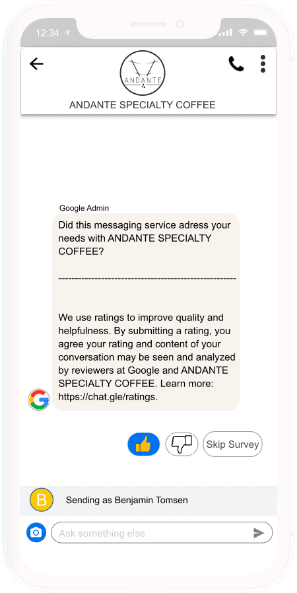 12:34
ANDANTE
ANDANTE SPECIALTY COFFEE
Google Admin
Did this messaging service adress your
needs with ANDANTE SPECIALTY
COFFEE?
------------------------------------------------------
We use ratings to improve quality and
helpfulness. By submitting a rating, you
agree your rating and content of your
conversation may be seen and analyzed
by reviewers at Google and ANDANTE
SPECIALTY COFFEE. Learn more:
https://chat.gle/ratings.
G
Skip Survey
B
Sending as Benjamin Tomsen
Ask something else